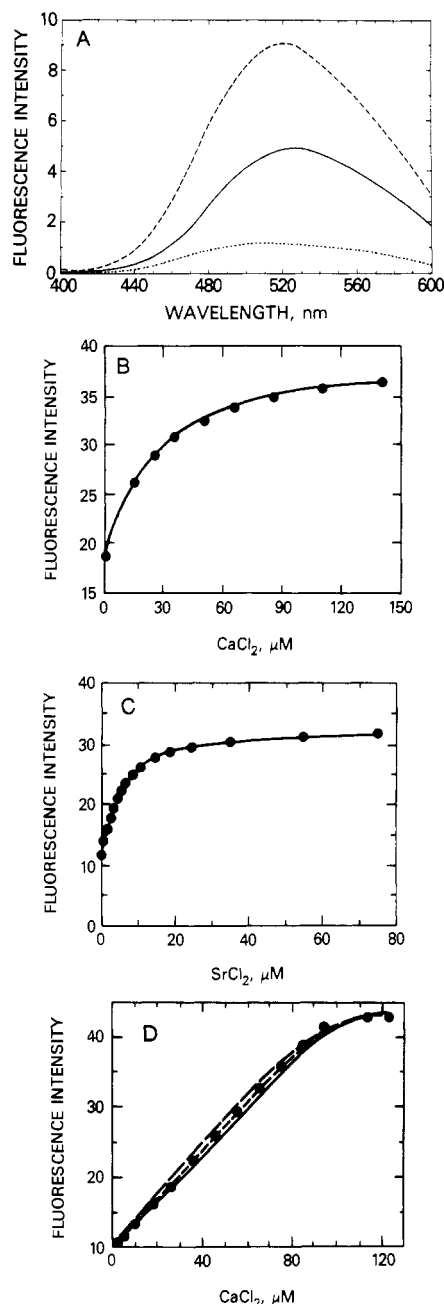 A
FLUORESCENCE INTENSITY
10
8
6
4
2
0
400 440 480 520 560 600
WAVELENGTH, nm
B
FLUORESCENCE INTENSITY
40
35
30
25
20
15
0 30 60 90 120 150
CaCl₂, μM
C
FLUORESCENCE INTENSITY
40
30
20
10
0
0 20 40 60 80
SrCl₂, μM
D
FLUORESCENCE INTENSITY
40
30
20
10
0 40 80 120
CaCl₂, μM